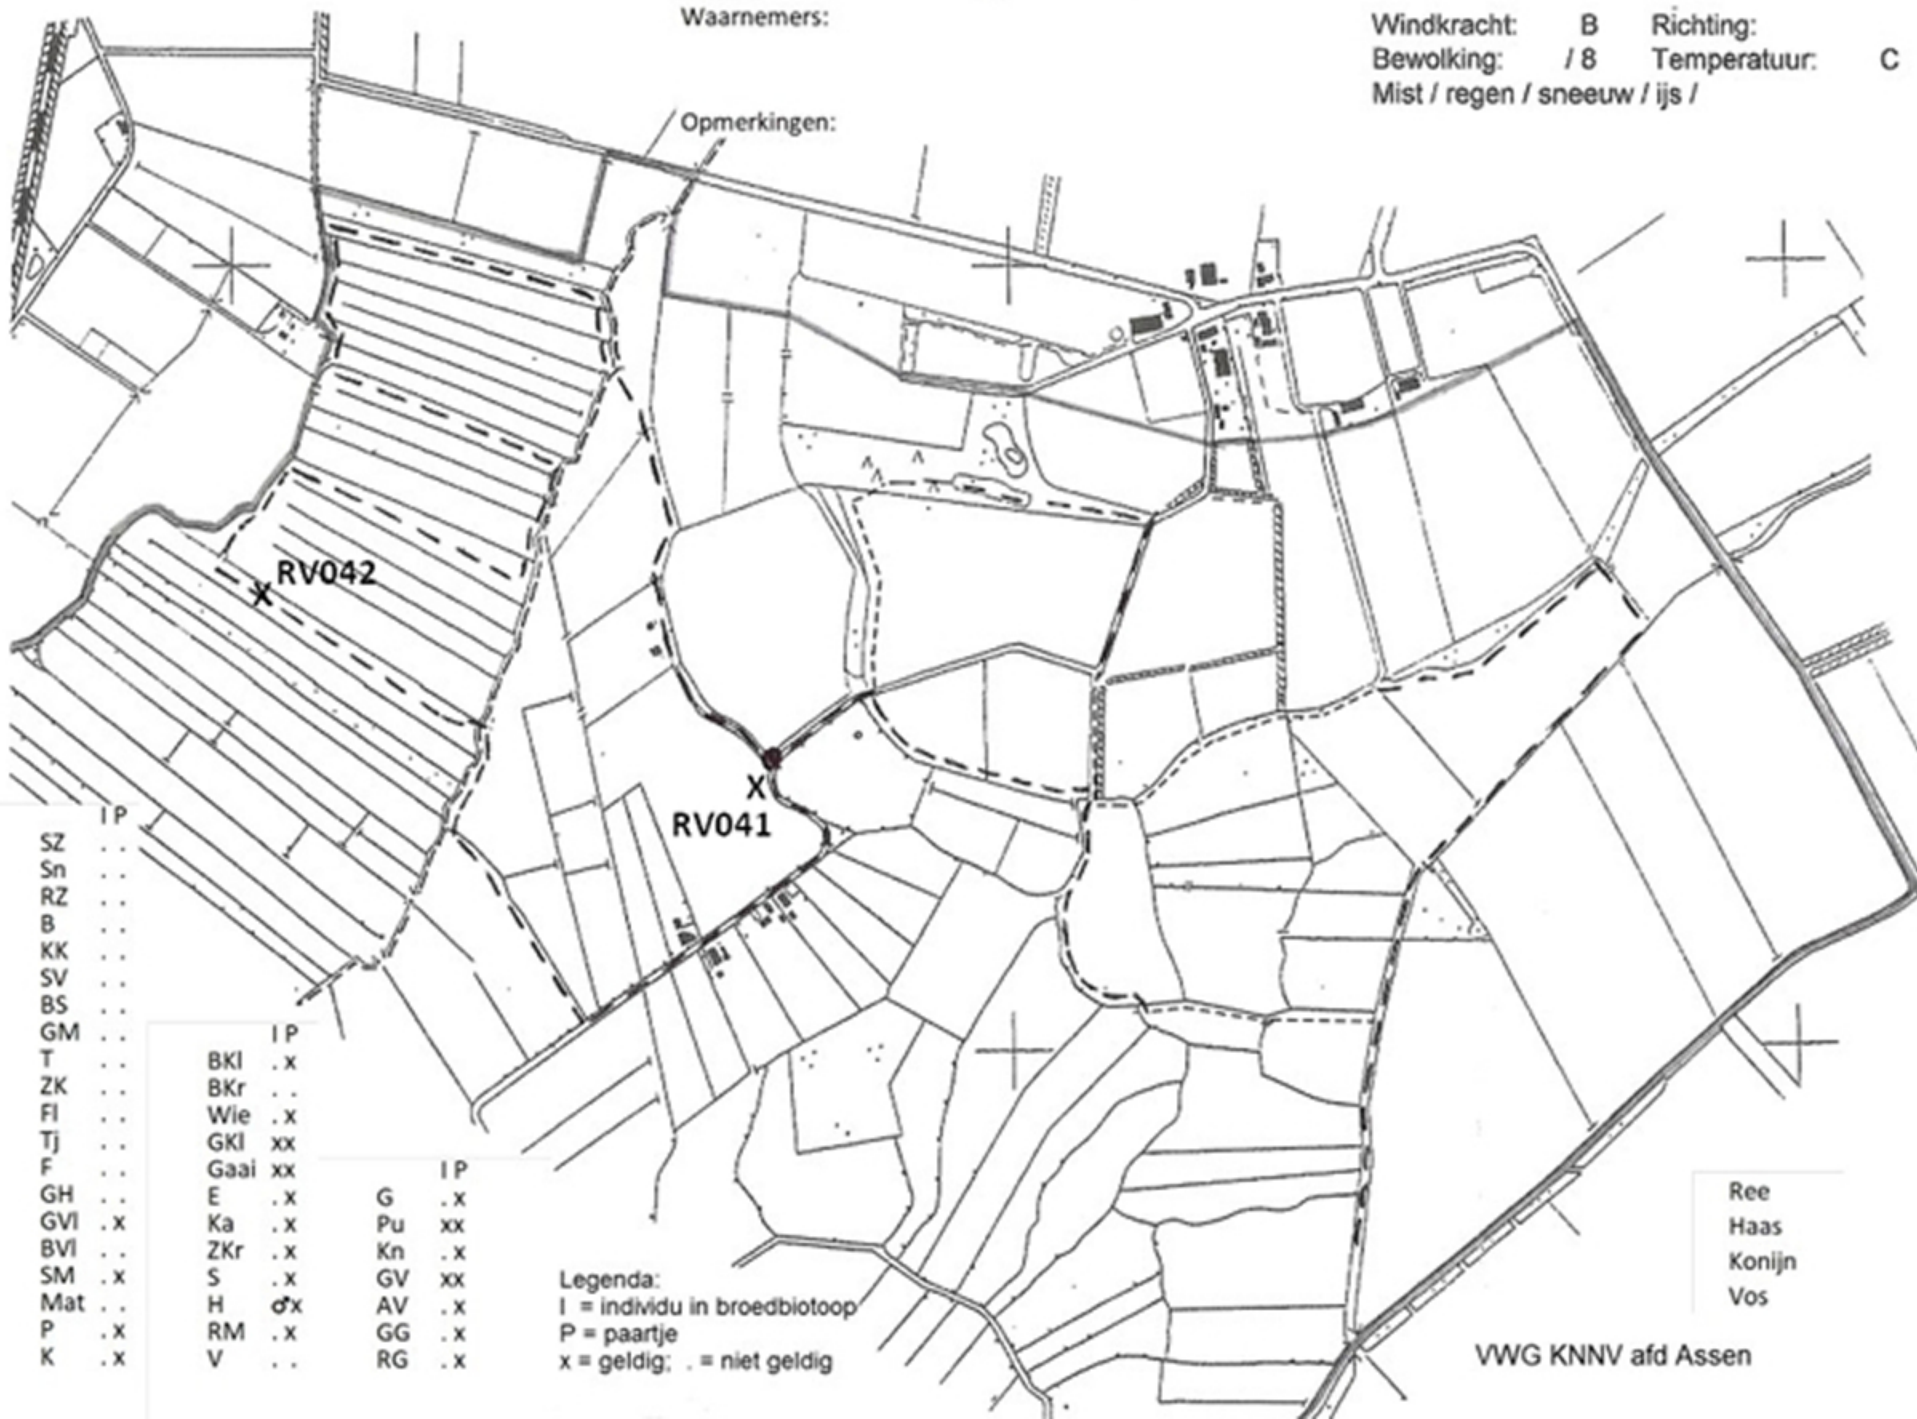 Waarnemers:
Windkracht: B Richting:
Bewolking: / 8 Temperatuur: C
Mist / regen / sneeuw / ijs /
Opmerkingen:
RV042
X
X
RV041
I P
SZ . .
Sn . .
RZ . .
B . .
KK . .
SV . .
BS . .
GM . .
T . .
ZK . .
Fl . .
Tj . .
F . .
GH . .
GVl . x
BVl . .
SM . x
Mat . .
P . x
K . x
I P
BKl . x
BKr . .
Wie . x
GKl xx
Gaai xx
E . x
Ka . x
ZKr . x
S . x
H ♂x
RM . x
V . .
I P
G . x
Pu xx
Kn . x
GV xx
AV . x
GG . x
RG . x
Legenda:
I = individu in broedbiotoop
P = paartje
x = geldig; . = niet geldig
Ree
Haas
Konijn
Vos
VWG KNNV afd Assen